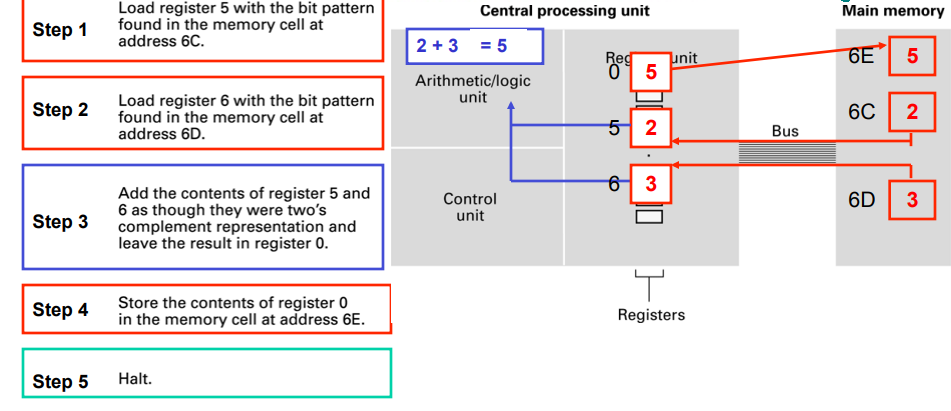 Step 1
Load register 5 with the bit pattern
found in the memory cell at
address 6C.
Step 2
Load register 6 with the bit pattern
found in the memory cell at
address 6D.
Step 3
Add the contents of register 5 and
6 as though they were two's
complement representation and
leave the result in register 0.
Step 4
Store the contents of register 0
in the memory cell at address 6E.
Step 5
Halt.
Central processing unit
2 + 3 = 5
Arithmetic/logic
unit
Control
unit
Reg unit
0 5
5 2
6 3
Registers
Bus
Main memory
6E 5
6C 2
6D 3